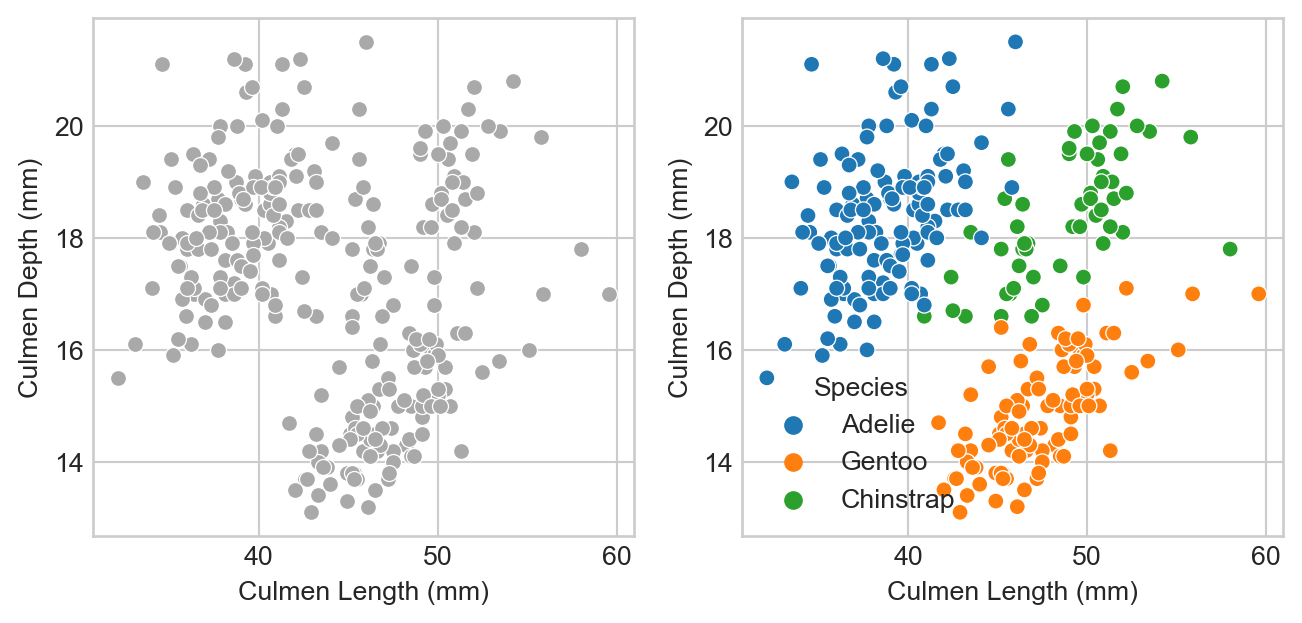 20
18
16
14
40
50
60
Culmen Length (mm)
Culmen Depth (mm)
20
18
16
14
40
50
60
Culmen Length (mm)
Culmen Depth (mm)
Species
Adelie
Gentoo
Chinstrap